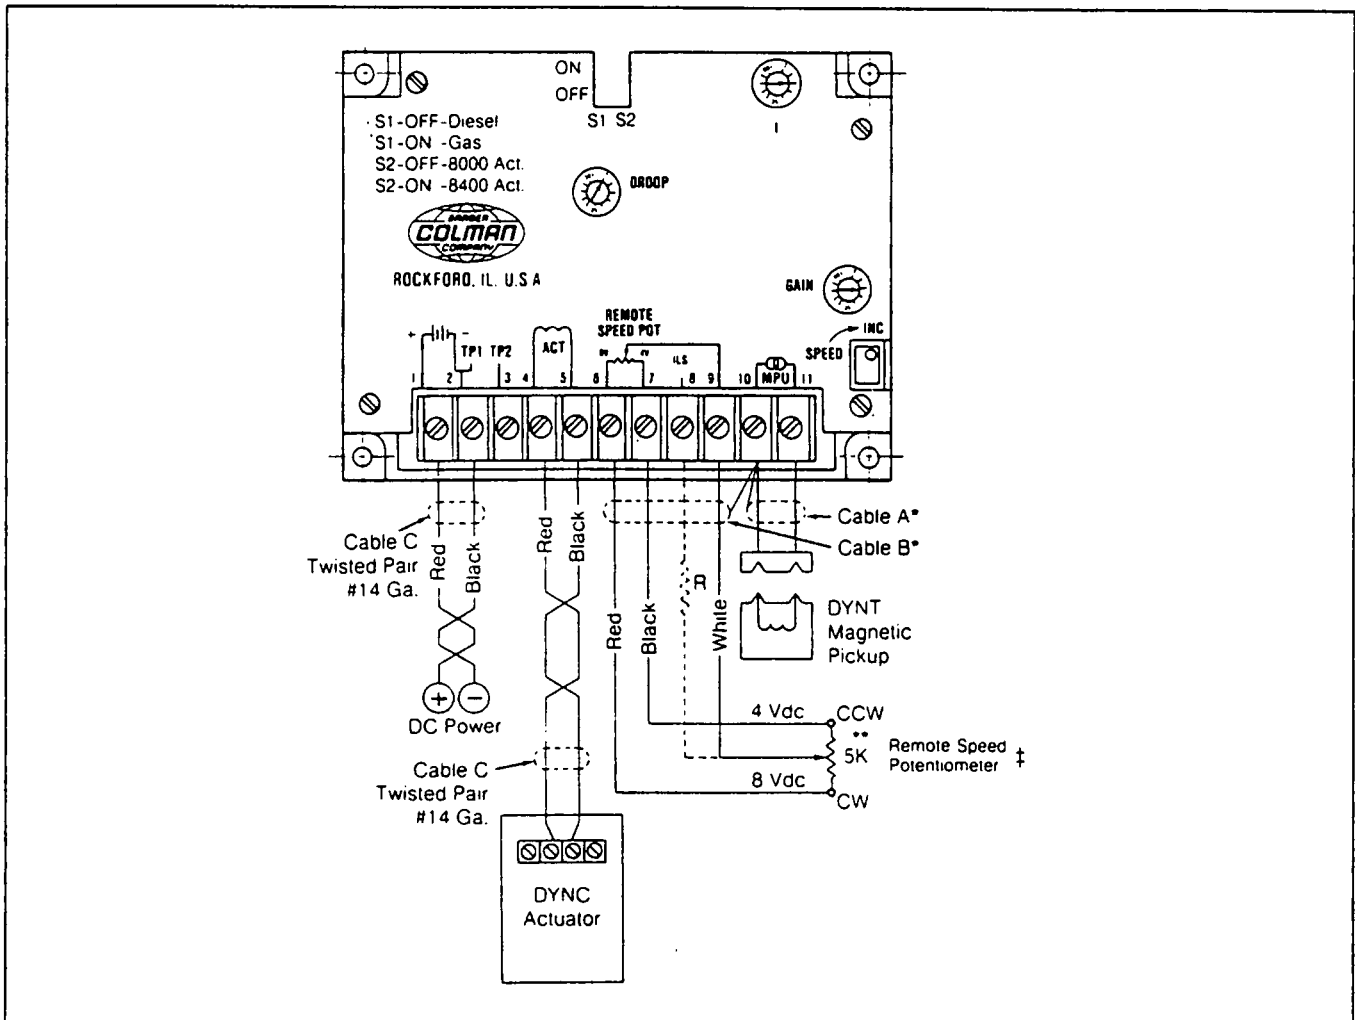 ON
OFF
S1 S2
I
S1-OFF-Diesel
S1-ON -Gas
S2-OFF-8000 Act.
S2-ON -8400 Act.
DROOP
BARBER
COLMAN
COMPANY
ROCKFORD, IL. U.S.A
GAIN
INC
SPEED
REMOTE
SPEED POT
+ -
TP1 TP2
ACT
8V 4V
ILS
MPU
1 2 3 4 5 6 7 8 9 10 11
Cable A*
Cable B*
Cable C
Twisted Pair
#14 Ga.
Red
Black
Red
Black
Red
Black
R
White
DYNT
Magnetic
Pickup
+ −
DC Power
4 Vdc
CCW
**
5K
Remote Speed
Potentiometer ‡
8 Vdc
CW
Cable C
Twisted Pair
#14 Ga.
DYNC
Actuator